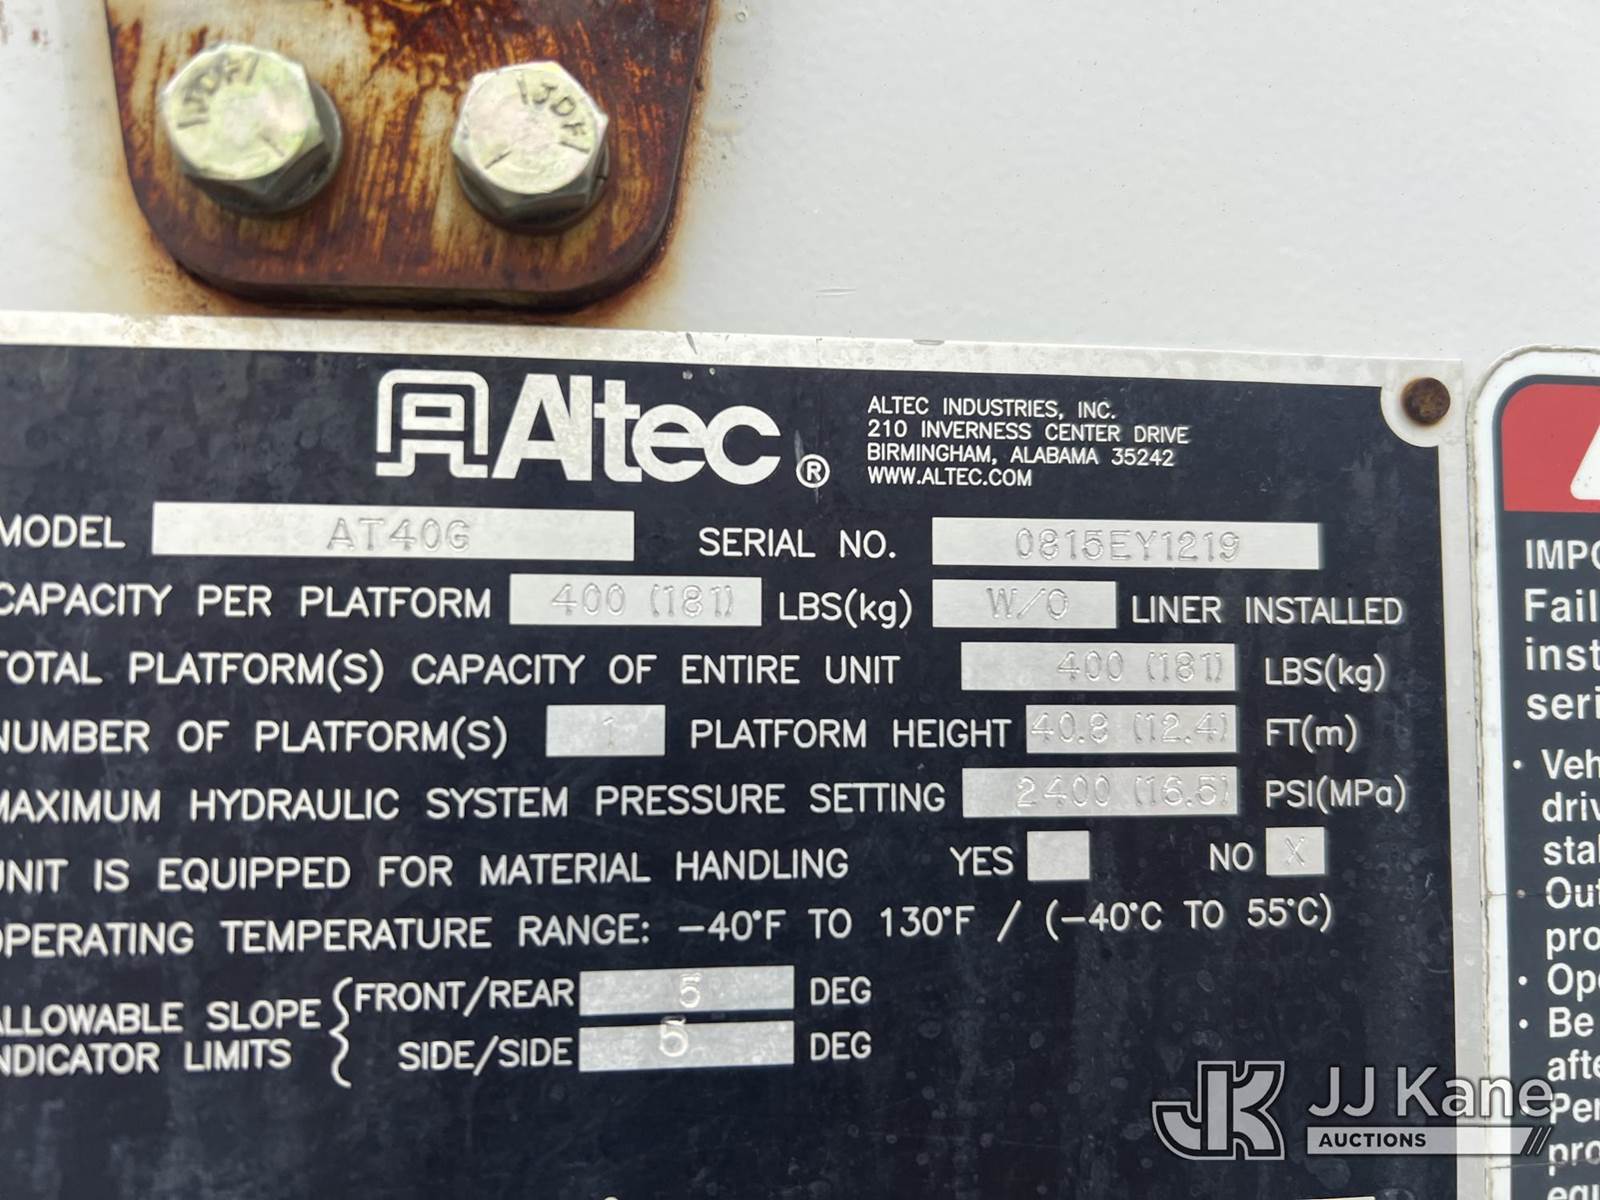 Altec®
ALTEC INDUSTRIES, INC.
210 INVERNESS CENTER DRIVE
BIRMINGHAM, ALABAMA 35242
WWW.ALTEC.COM
MODEL AT40G SERIAL NO. 0815EY1219
CAPACITY PER PLATFORM 400 (181) LBS(kg) W/O LINER INSTALLED
TOTAL PLATFORM(S) CAPACITY OF ENTIRE UNIT 400 (181) LBS(kg)
NUMBER OF PLATFORM(S) 1 PLATFORM HEIGHT 40.8 (12.4) FT(m)
MAXIMUM HYDRAULIC SYSTEM PRESSURE SETTING 2400 (16.5) PSI(MPa)
UNIT IS EQUIPPED FOR MATERIAL HANDLING YES NO X
OPERATING TEMPERATURE RANGE: -40°F TO 130°F / (-40°C TO 55°C)
ALLOWABLE SLOPE INDICATOR LIMITS
FRONT/REAR 5 DEG
SIDE/SIDE 5 DEG
IMPO
Fail
inst
seri
• Veh
driv
stal
• Out
pro
• Ope
• Be
afte
• Per
pro
equ
JK JJ Kane
AUCTIONS